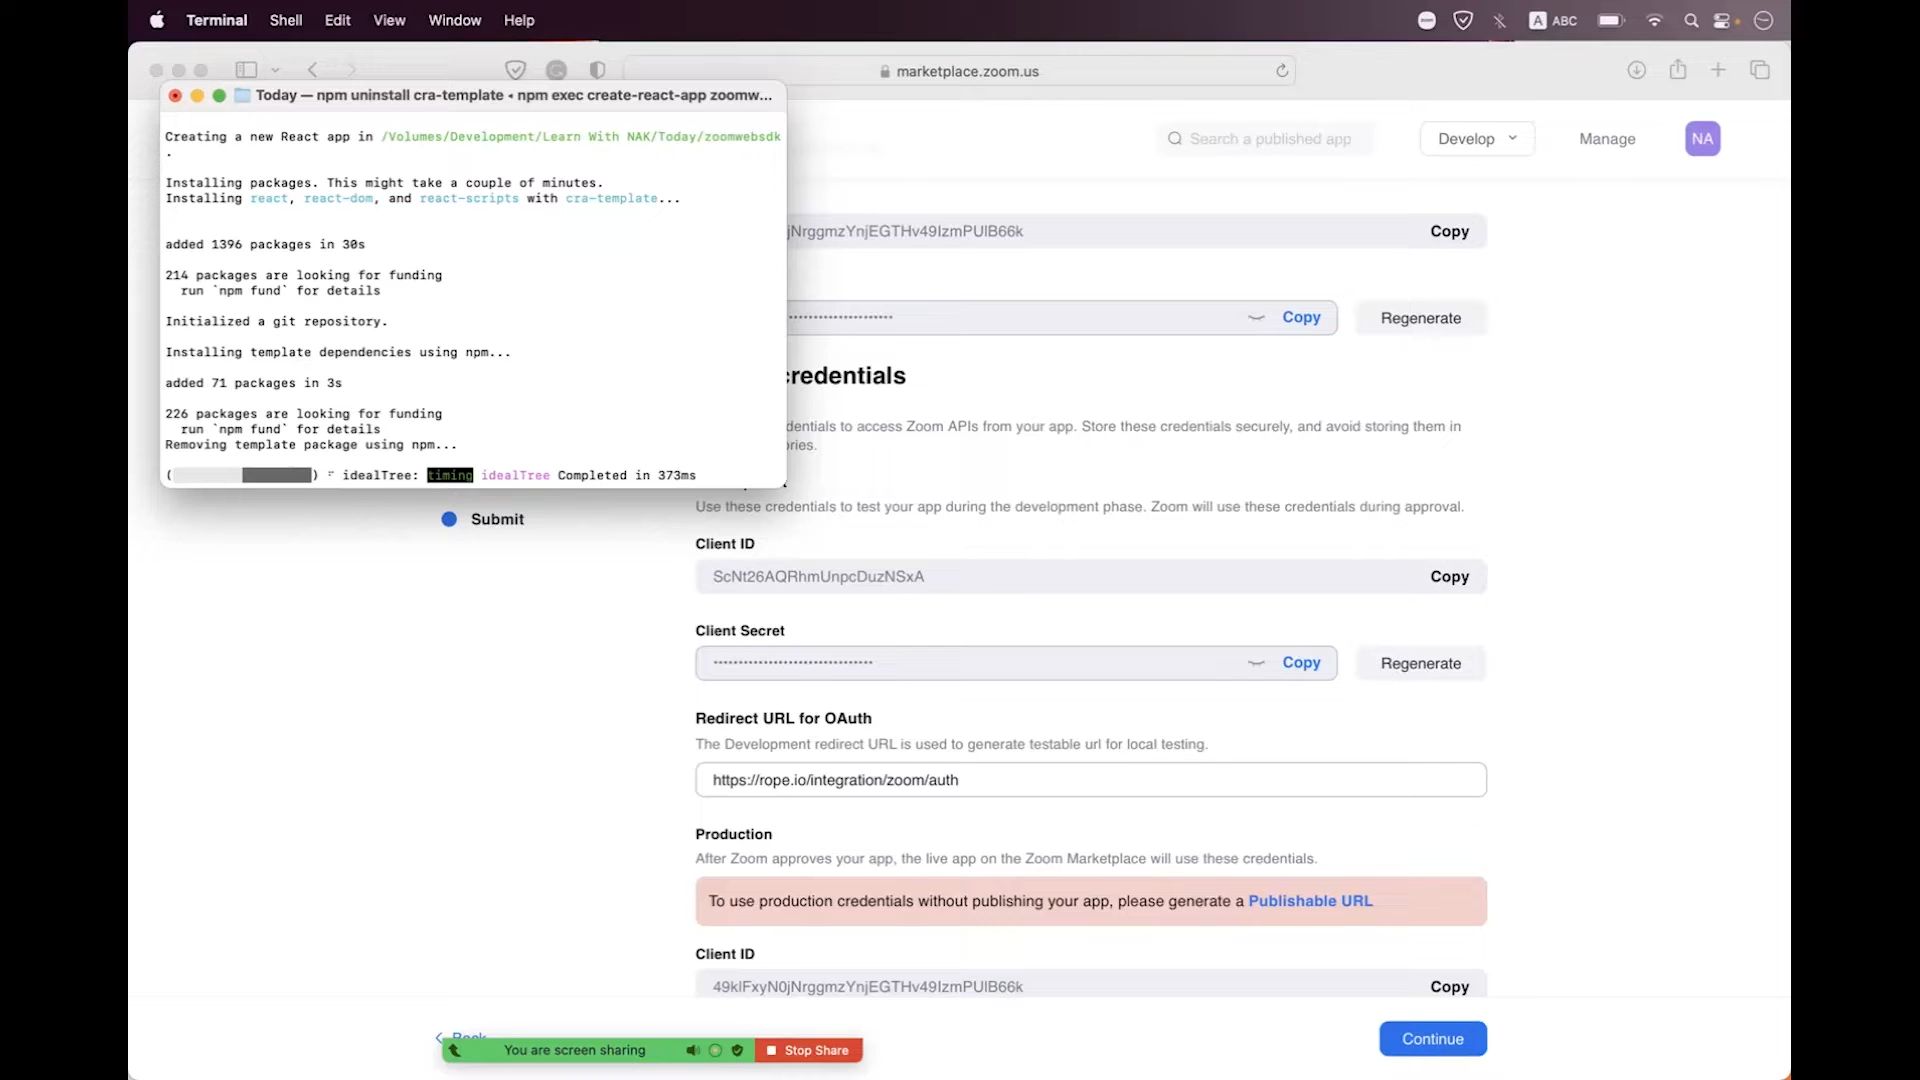 Terminal Shell Edit View Window Help
A ABC
marketplace.zoom.us
Today — npm uninstall cra-template ◂ npm exec create-react-app zoomw...
Creating a new React app in /Volumes/Development/Learn With NAK/Today/zoomwebsdk
.
Installing packages. This might take a couple of minutes.
Installing react, react-dom, and react-scripts with cra-template...
added 1396 packages in 30s
214 packages are looking for funding
run `npm fund` for details
Initialized a git repository.
Installing template dependencies using npm...
added 71 packages in 3s
226 packages are looking for funding
run `npm fund` for details
Removing template package using npm...
( ) ⠋ idealTree: timing idealTree Completed in 373ms
Search a published app
Develop
Manage
NA
jNrggmzYnjEGTHv49IzmPUlB66k
Copy
•••••••••••••••••••••
Copy
Regenerate
credentials
dentials to access Zoom APIs from your app. Store these credentials securely, and avoid storing them in
ories.
Submit
Use these credentials to test your app during the development phase. Zoom will use these credentials during approval.
Client ID
ScNt26AQRhmUnpcDuzNSxA
Copy
Client Secret
••••••••••••••••••••••••••••••••
Copy
Regenerate
Redirect URL for OAuth
The Development redirect URL is used to generate testable url for local testing.
https://rope.io/integration/zoom/auth
Production
After Zoom approves your app, the live app on the Zoom Marketplace will use these credentials.
To use production credentials without publishing your app, please generate a Publishable URL
Client ID
49klFxyN0jNrggmzYnjEGTHv49IzmPUlB66k
Copy
Back
You are screen sharing
Stop Share
Continue